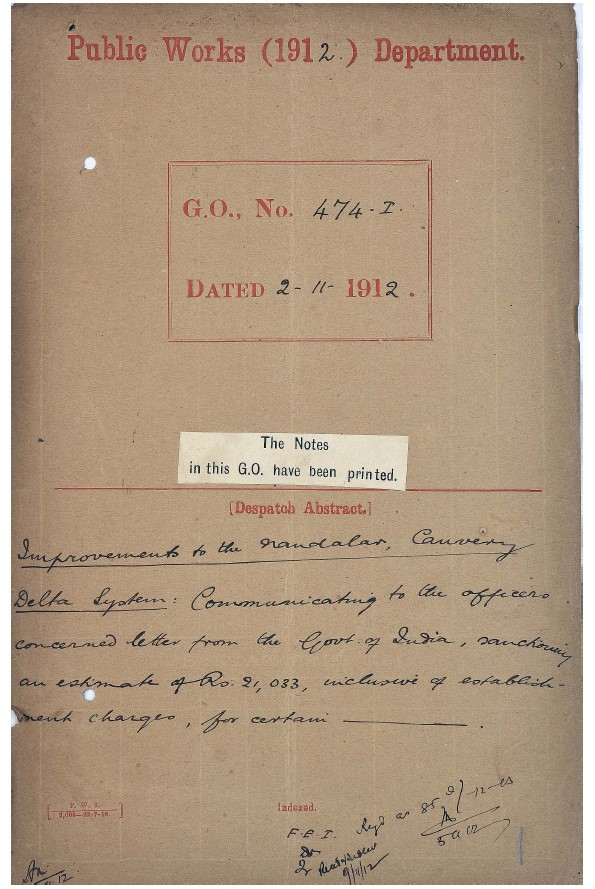 Public Works (1912.) Department.
G.O., No. 474-I.
DATED 2-11-1912.
The Notes
in this G.O. have been printed.
[Despatch Abstract.]
Improvements to the Nandalar, Cauvery
Delta System: Communicating to the officers
concerned letter from the Govt. of India, sanctioning
an estimate of Rs. 21,033, inclusive of establish-
ment charges, for certain ———.
Indexed.
F.E.I.